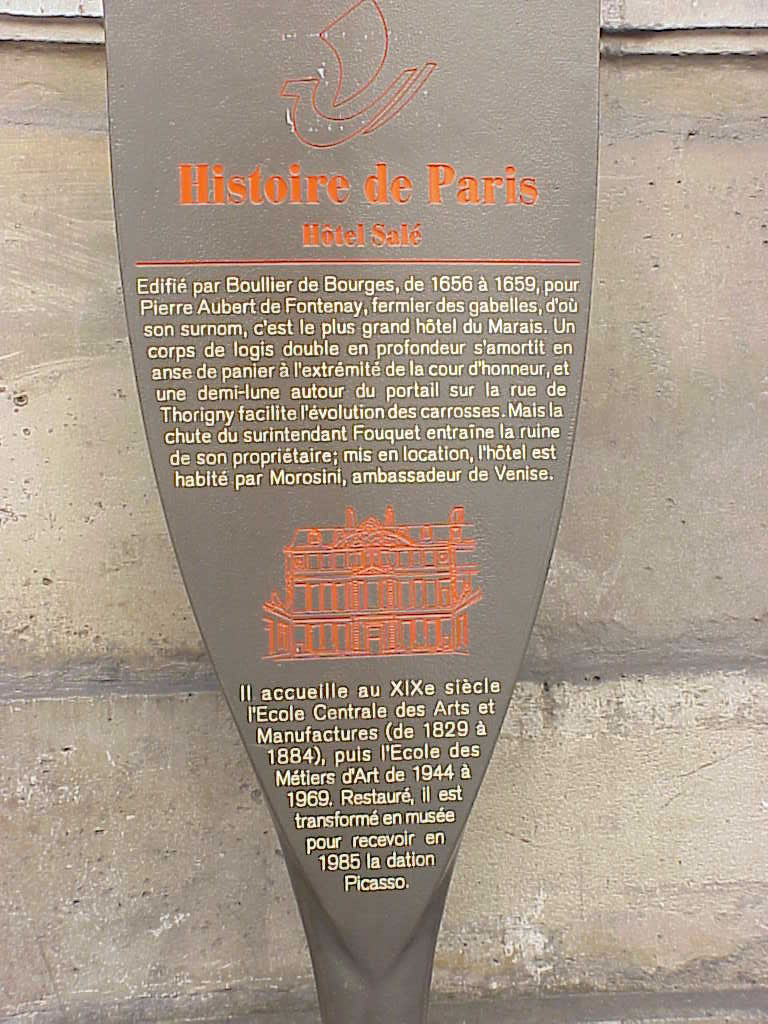 Histoire de Paris
Hôtel Salé
Edifié par Boullier de Bourges, de 1656 à 1659, pour
Pierre Aubert de Fontenay, fermier des gabelles, d'où
son surnom, c'est le plus grand hôtel du Marais. Un
corps de logis double en profondeur s'amortit en
anse de panier à l'extrémité de la cour d'honneur, et
une demi-lune autour du portail sur la rue de
Thorigny facilite l'évolution des carrosses. Mais la
chute du surintendant Fouquet entraîne la ruine
de son propriétaire; mis en location, l'hôtel est
habité par Morosini, ambassadeur de Venise.
Il accueille au XIXe siècle
l'Ecole Centrale des Arts et
Manufactures (de 1829 à
1884), puis l'Ecole des
Métiers d'Art de 1944 à
1969. Restauré, il est
transformé en musée
pour recevoir en
1985 la dation
Picasso.